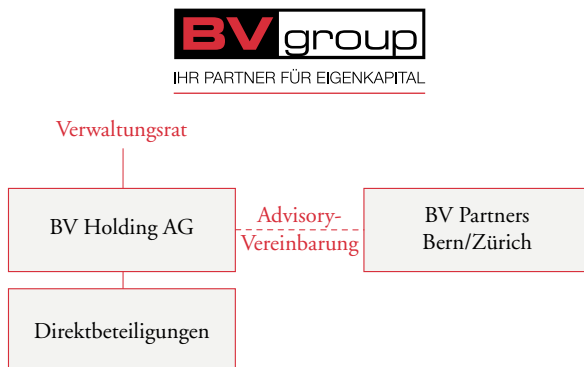 BV group
IHR PARTNER FÜR EIGENKAPITAL
Verwaltungsrat
BV Holding AG
Advisory-
Vereinbarung
BV Partners
Bern/Zürich
Direktbeteiligungen